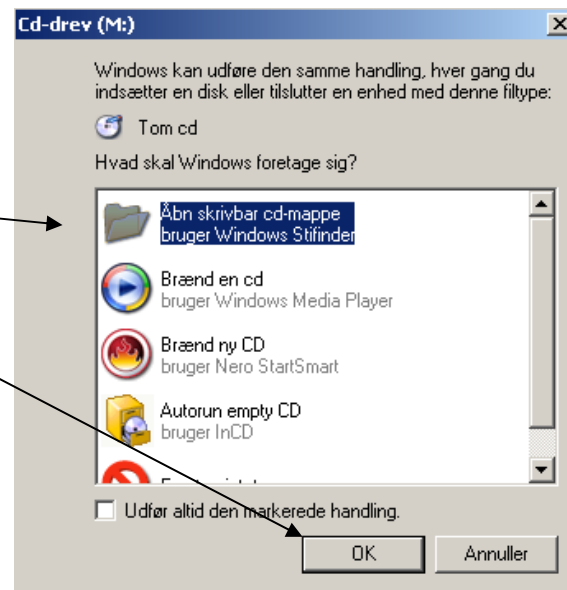 Cd-drev (M:)
Windows kan udføre den samme handling, hver gang du
indsætter en disk eller tilslutter en enhed med denne filtype:
Tom cd
Hvad skal Windows foretage sig?
Åbn skrivbar cd-mappe
bruger Windows Stifinder
Brænd en cd
bruger Windows Media Player
Brænd ny CD
bruger Nero StartSmart
Autorun empty CD
bruger InCD
Udfør altid den markerede handling.
OK
Annuller